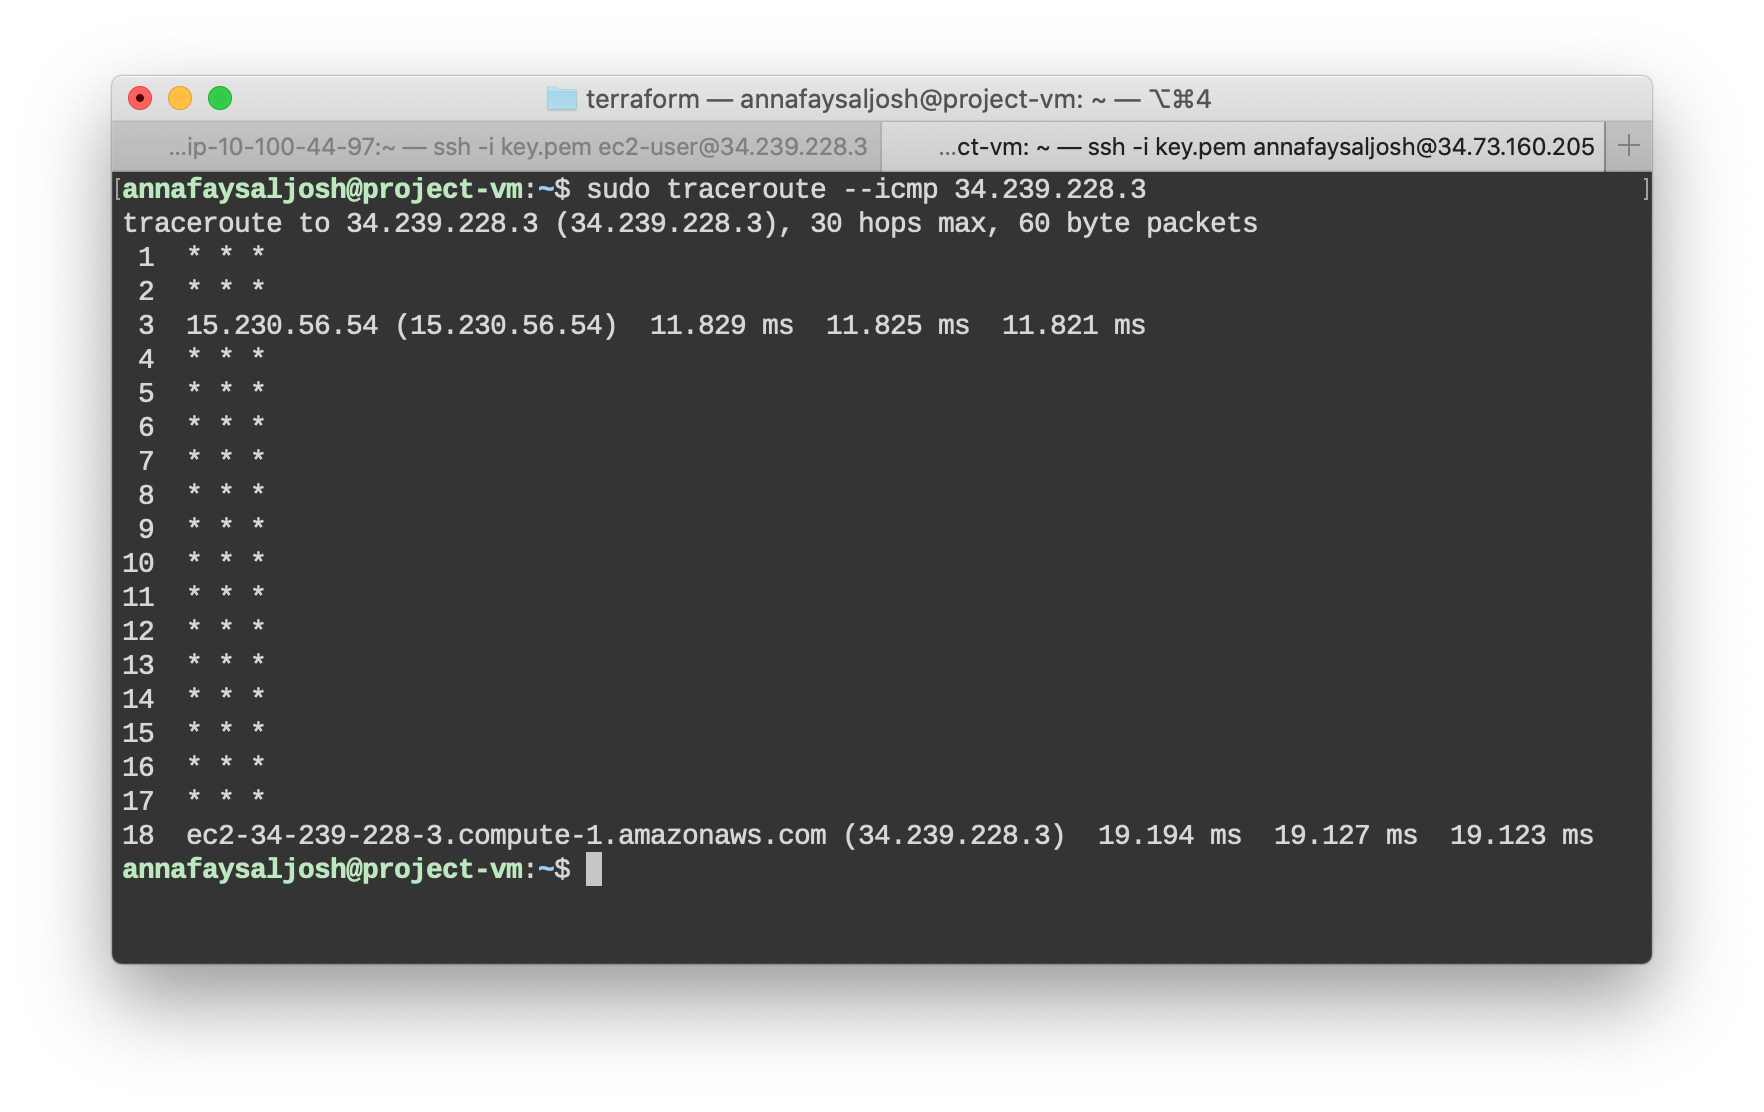 terraform — annafaysaljosh@project-vm: ~ — ⌥⌘4
...ip-10-100-44-97:~ — ssh -i key.pem ec2-user@34.239.228.3
...ct-vm: ~ — ssh -i key.pem annafaysaljosh@34.73.160.205 +
[annafaysaljosh@project-vm:~$ sudo traceroute --icmp 34.239.228.3 ]
traceroute to 34.239.228.3 (34.239.228.3), 30 hops max, 60 byte packets
 1  * * *
 2  * * *
 3  15.230.56.54 (15.230.56.54)  11.829 ms  11.825 ms  11.821 ms
 4  * * *
 5  * * *
 6  * * *
 7  * * *
 8  * * *
 9  * * *
10  * * *
11  * * *
12  * * *
13  * * *
14  * * *
15  * * *
16  * * *
17  * * *
18  ec2-34-239-228-3.compute-1.amazonaws.com (34.239.228.3)  19.194 ms  19.127 ms  19.123 ms
annafaysaljosh@project-vm:~$